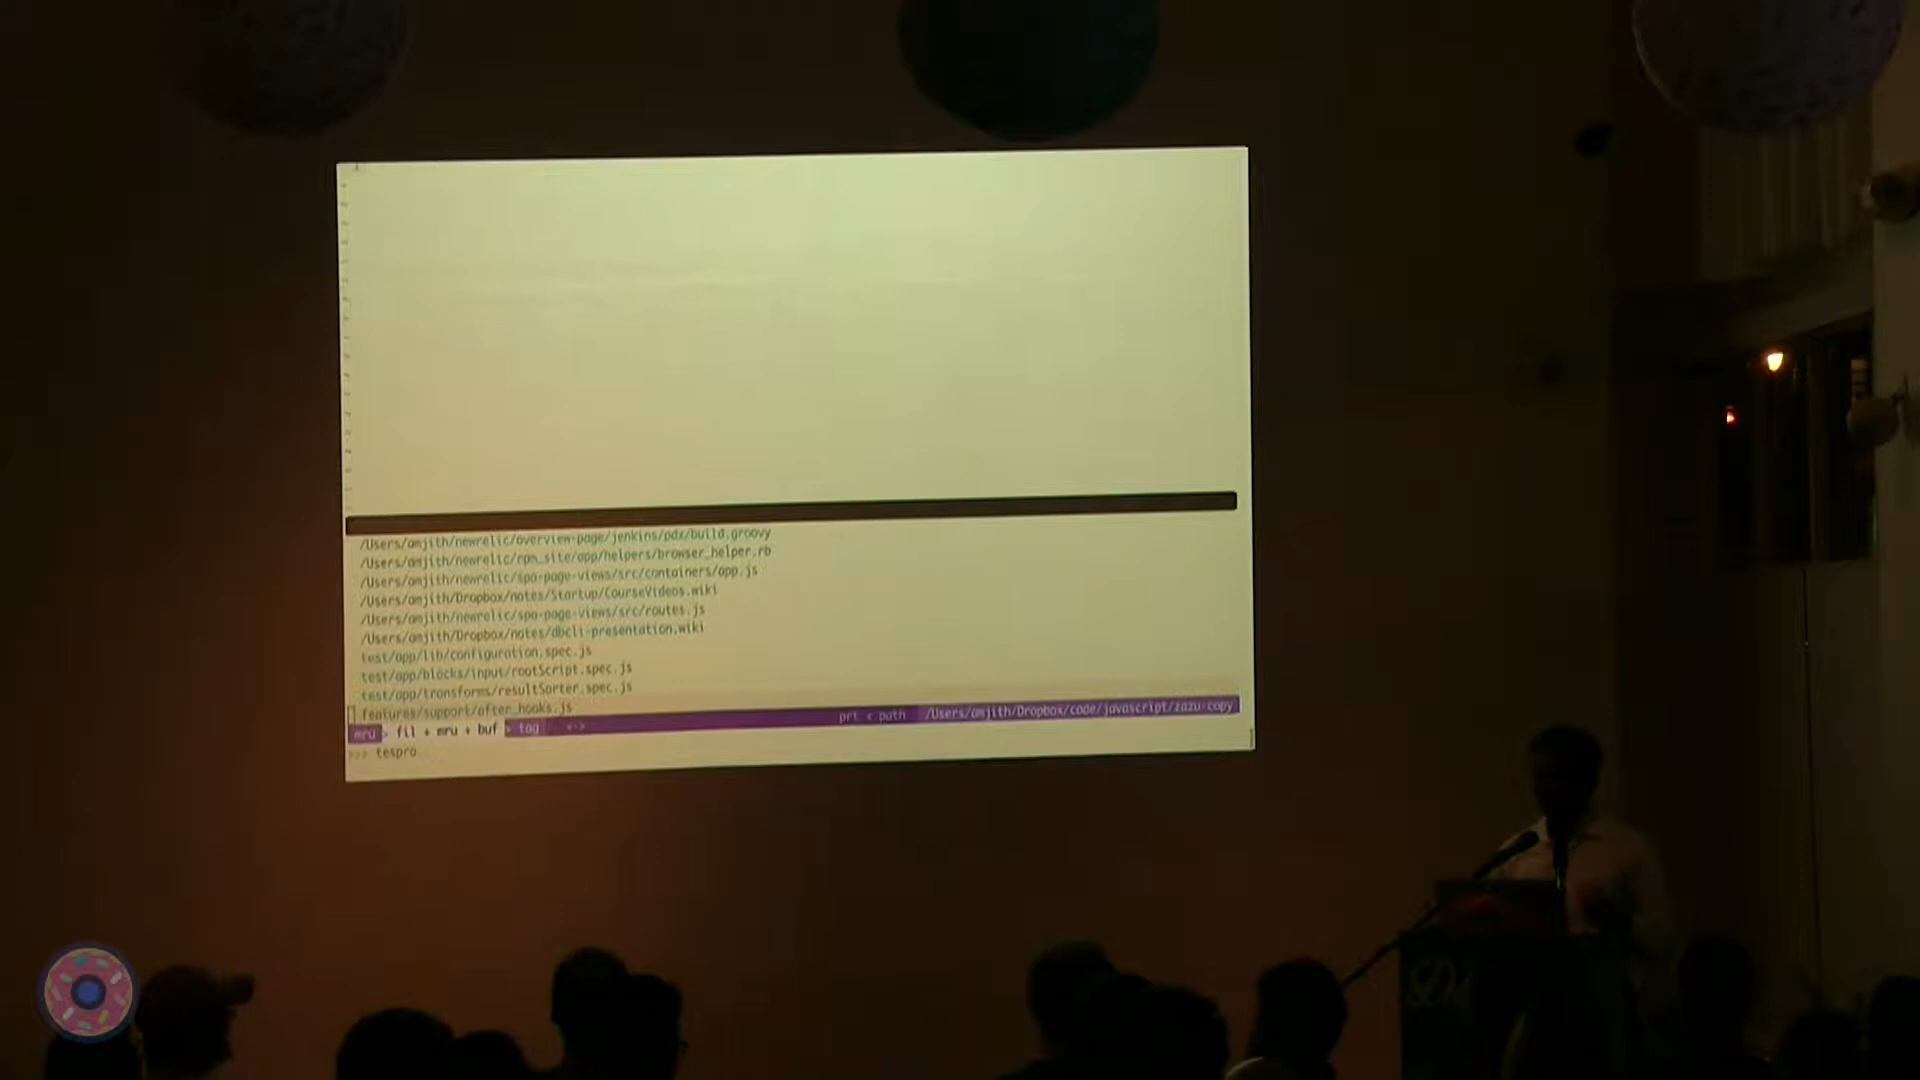 /Users/amjith/newrelic/overview-page/jenkins/pdx/build.groovy
/Users/amjith/newrelic/rpm_site/app/helpers/browser_helper.rb
/Users/amjith/newrelic/spa-page-views/src/containers/app.js
/Users/amjith/Dropbox/notes/Startup/CourseVideos.wiki
/Users/amjith/newrelic/spa-page-views/src/routes.js
/Users/amjith/Dropbox/notes/dbcli-presentation.wiki
test/app/lib/configuration.spec.js
test/app/blocks/input/rootScript.spec.js
test/app/transforms/resultSorter.spec.js
features/support/after_hooks.js
mru > fil + mru + buf > tag <-> prt < path /Users/amjith/Dropbox/code/javascript/zazu-copy
>>> tespro